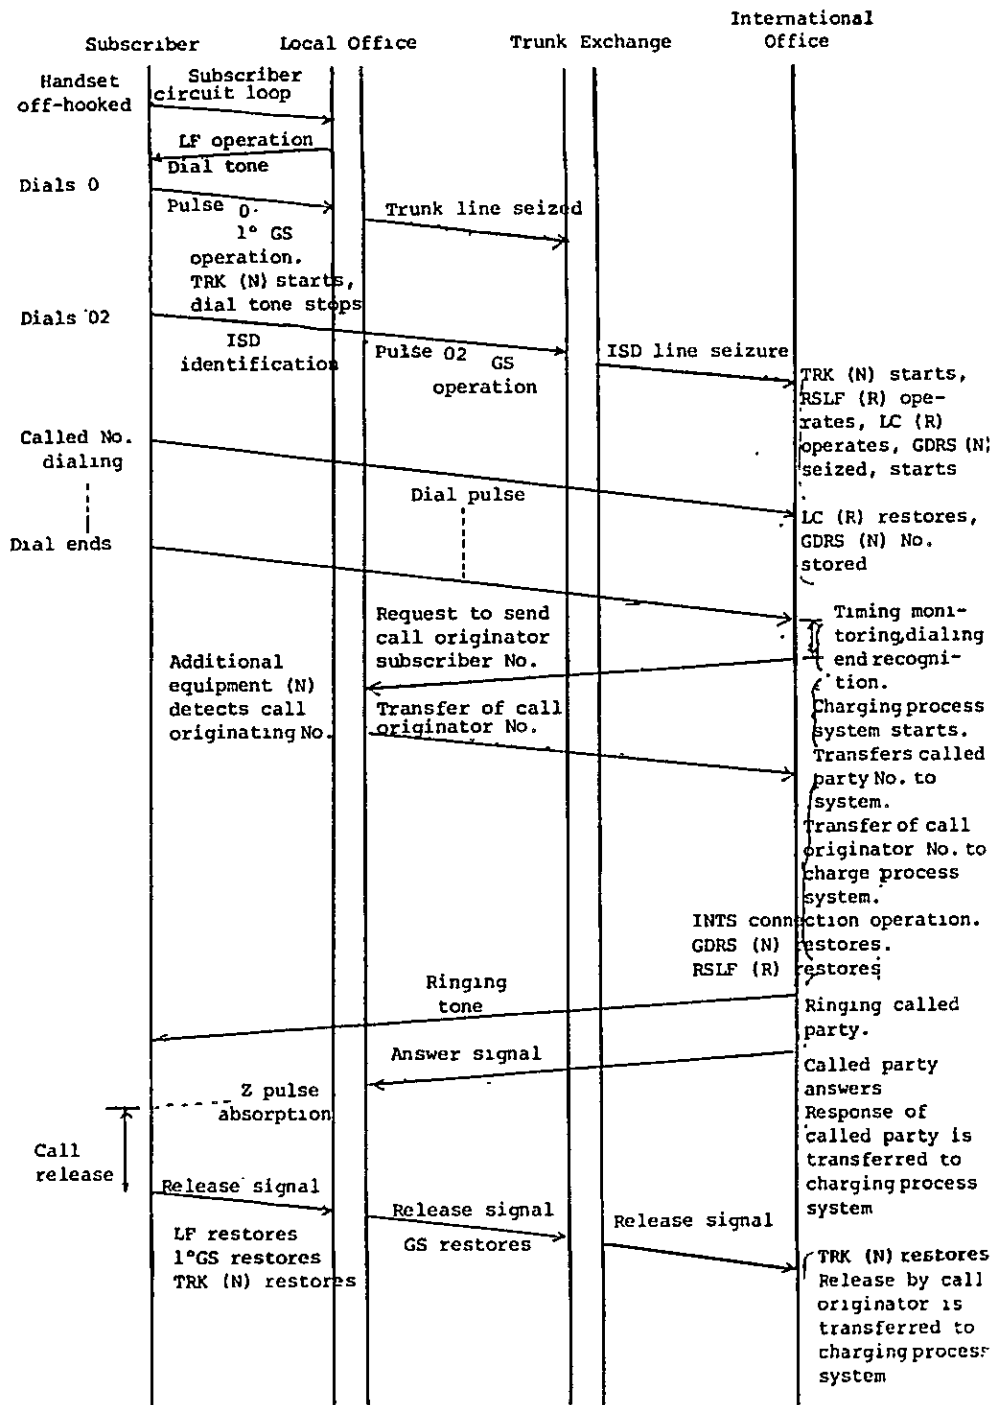 International
Office
Subscriber
Local Office
Trunk Exchange
Handset
off-hooked
Subscriber
circuit loop
LF operation
Dial tone
Dials 0
Pulse 0.
1° GS
operation.
TRK (N) starts,
dial tone stops
Trunk line seized
Dials 02
ISD
identification
Pulse 02
GS
operation
ISD line seizure
TRK (N) starts,
RSLF (R) ope-
rates, LC (R)
operates, GDRS (N)
seized, starts
Called No.
dialing
Dial pulse
LC (R) restores,
GDRS (N) No.
stored
Dial ends
Timing moni-
toring, dialing
end recogni-
tion.
Request to send
call originator
subscriber No.
Additional
equipment (N)
detects call
originating No.
Transfer of call
originator No.
Charging process
system starts.
Transfers called
party No. to
system.
Transfer of call
originator No. to
charge process
system.
INTS connection operation.
GDRS (N) restores.
RSLF (R) restores
Ringing
tone
Ringing called
party.
Answer signal
Called party
answers
Z pulse
absorption
Response of
called party is
transferred to
charging process
system
Call
release
Release signal
LF restores
1°GS restores
TRK (N) restores
Release signal
GS restores
Release signal
TRK (N) restores
Release by call
originator is
transferred to
charging process
system